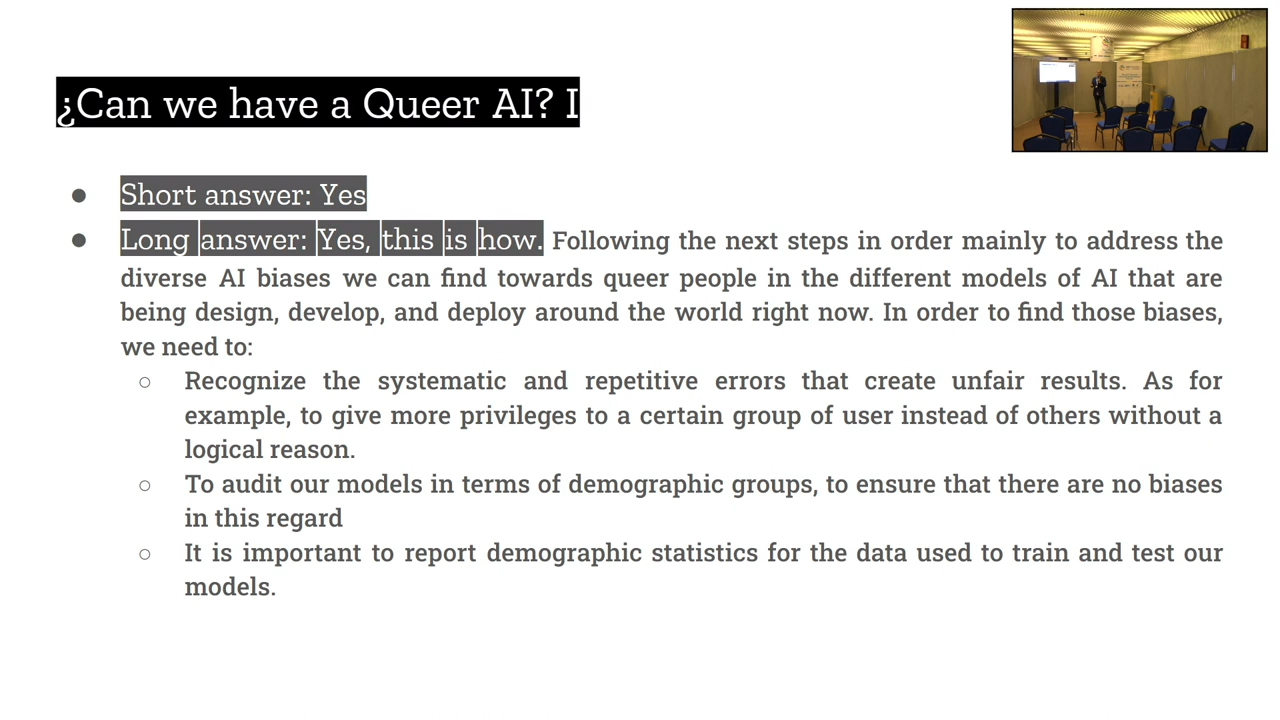 ¿Can we have a Queer AI? I
● Short answer: Yes
● Long answer: Yes, this is how. Following the next steps in order mainly to address the
diverse AI biases we can find towards queer people in the different models of AI that are
being design, develop, and deploy around the world right now. In order to find those biases,
we need to:
○ Recognize the systematic and repetitive errors that create unfair results. As for
example, to give more privileges to a certain group of user instead of others without a
logical reason.
○ To audit our models in terms of demographic groups, to ensure that there are no biases
in this regard
○ It is important to report demographic statistics for the data used to train and test our
models.